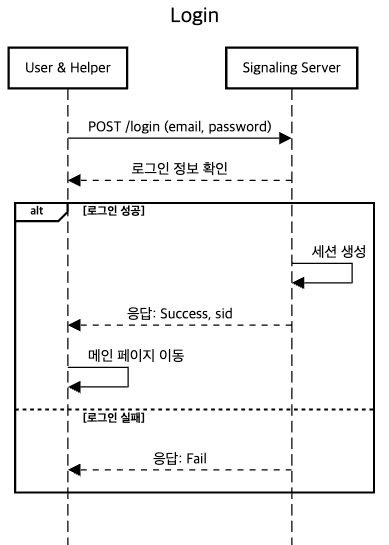 Login
User & Helper
Signaling Server
POST /login (email, password)
로그인 정보 확인
alt
[로그인 성공]
세션 생성
응답: Success, sid
메인 페이지 이동
[로그인 실패]
응답: Fail